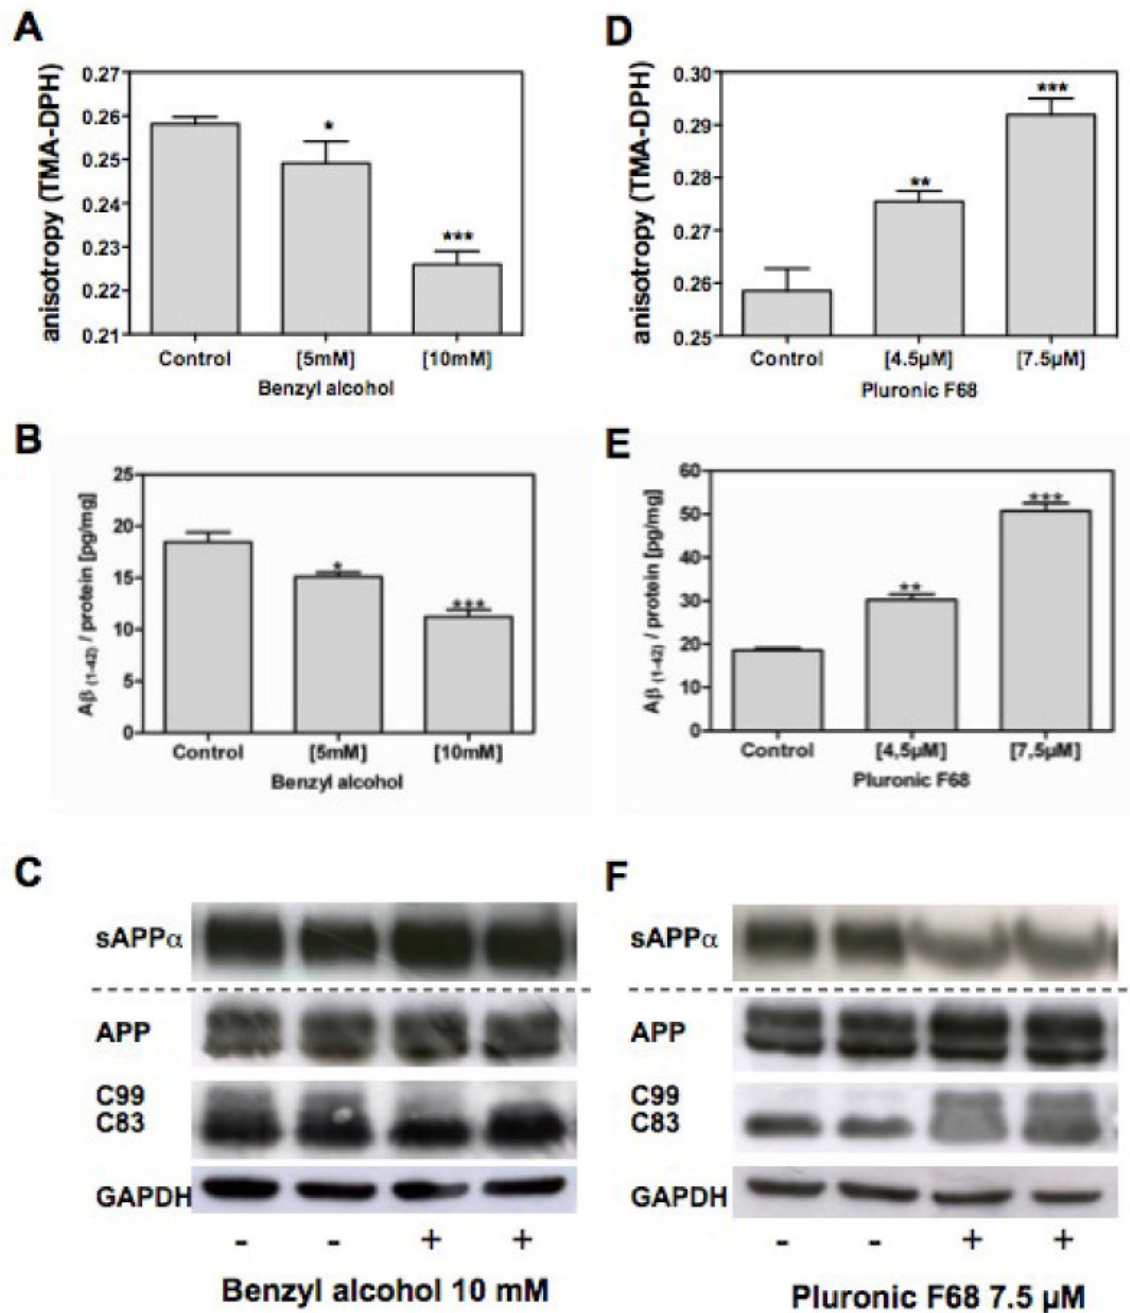 A
anisotropy (TMA-DPH)
0.27
0.26
0.25
0.24
0.23
0.22
0.21
*
***
Control [5mM] [10mM]
Benzyl alcohol
D
anisotropy (TMA-DPH)
0.30
0.29
0.28
0.27
0.26
0.25
**
***
Control [4.5µM] [7.5µM]
Pluronic F68
B
Aβ (1-42) / protein [pg/mg]
25
20
15
10
5
0
*
***
Control [5mM] [10mM]
Benzyl alcohol
E
Aβ (1-42) / protein [pg/mg]
60
50
40
30
20
10
0
**
***
Control [4,5µM] [7,5µM]
Pluronic F68
C
sAPPα
APP
C99
C83
GAPDH
- - + +
Benzyl alcohol 10 mM
F
sAPPα
APP
C99
C83
GAPDH
- - + +
Pluronic F68 7.5 µM